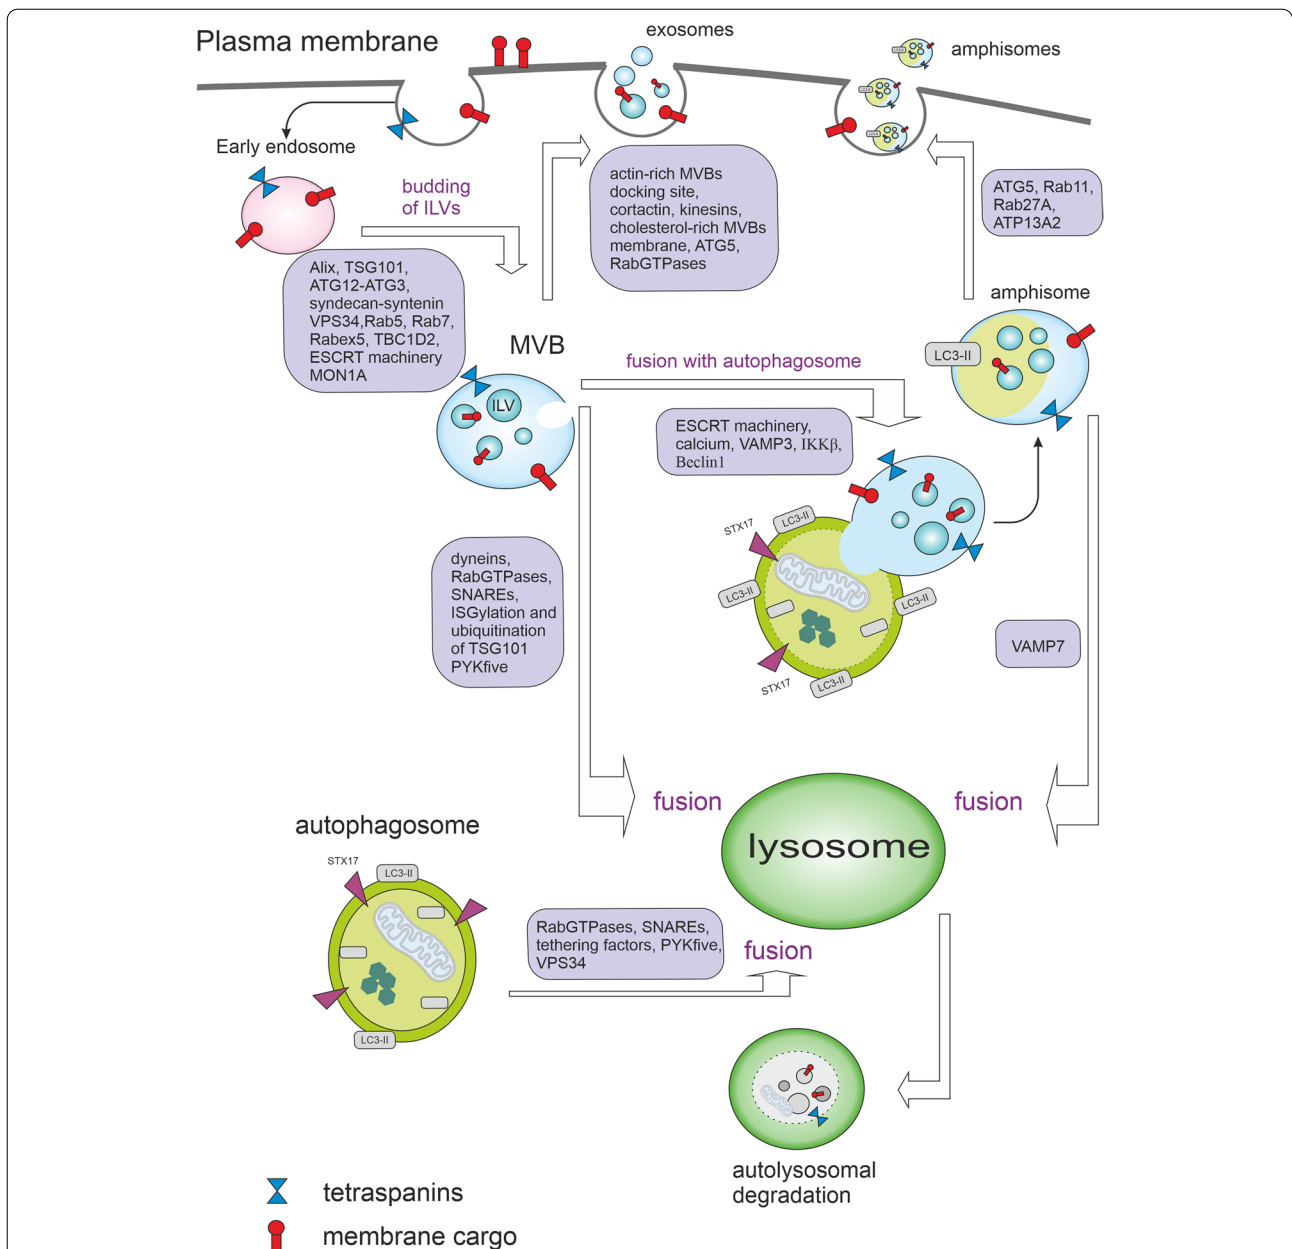 Plasma membrane
exosomes
amphisomes
Early endosome
budding
of ILVs
actin-rich MVBs
docking site,
cortactin, kinesins,
cholesterol-rich MVBs
membrane, ATG5,
RabGTPases
ATG5, Rab11,
Rab27A,
ATP13A2
Alix, TSG101,
ATG12-ATG3,
syndecan-syntenin
VPS34,Rab5, Rab7,
Rabex5, TBC1D2,
ESCRT machinery
MON1A
amphisome
LC3-II
MVB
ILV
fusion with autophagosome
ESCRT machinery,
calcium, VAMP3, IKKβ,
Beclin1
STX17
LC3-II
LC3-II
LC3-II
STX17
LC3-II
dyneins,
RabGTPases,
SNAREs,
ISGylation and
ubiquitination
of TSG101
PYKfive
VAMP7
fusion
fusion
lysosome
autophagosome
STX17
LC3-II
LC3-II
RabGTPases, SNAREs,
tethering factors, PYKfive,
VPS34
fusion
autolysosomal
degradation
tetraspanins
membrane cargo